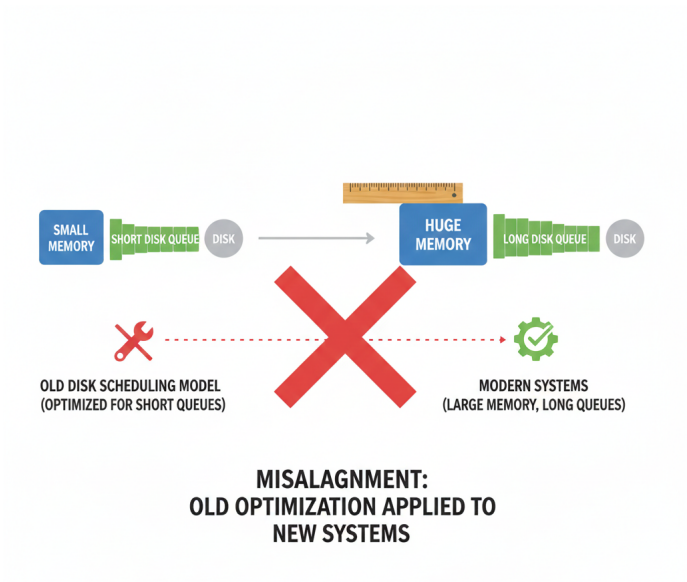 SMALL
MEMORY
SHORT DISK QUEUE
DISK
HUGE
MEMORY
LONG DISK QUEUE
DISK
OLD DISK SCHEDULING MODEL
(OPTIMIZED FOR SHORT QUEUES)
MODERN SYSTEMS
(LARGE MEMORY, LONG QUEUES)
MISALAGNMENT:
OLD OPTIMIZATION APPLIED TO
NEW SYSTEMS